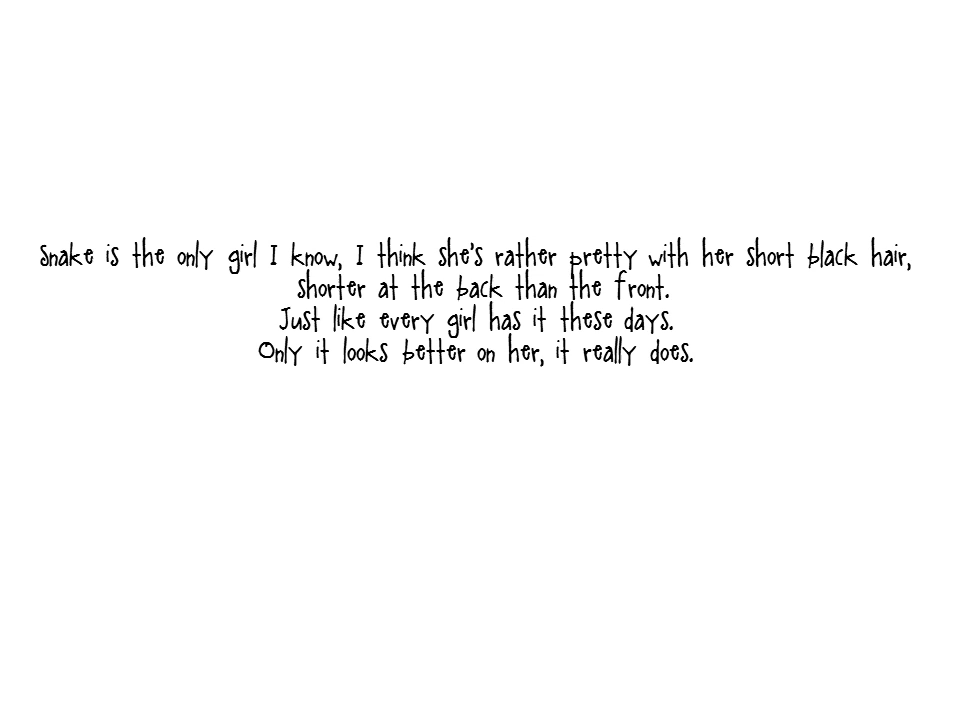 Snake is the only girl I know, I think she's rather pretty with her short black hair,
shorter at the back than the front.
Just like every girl has it these days.
Only it looks better on her, it really does.